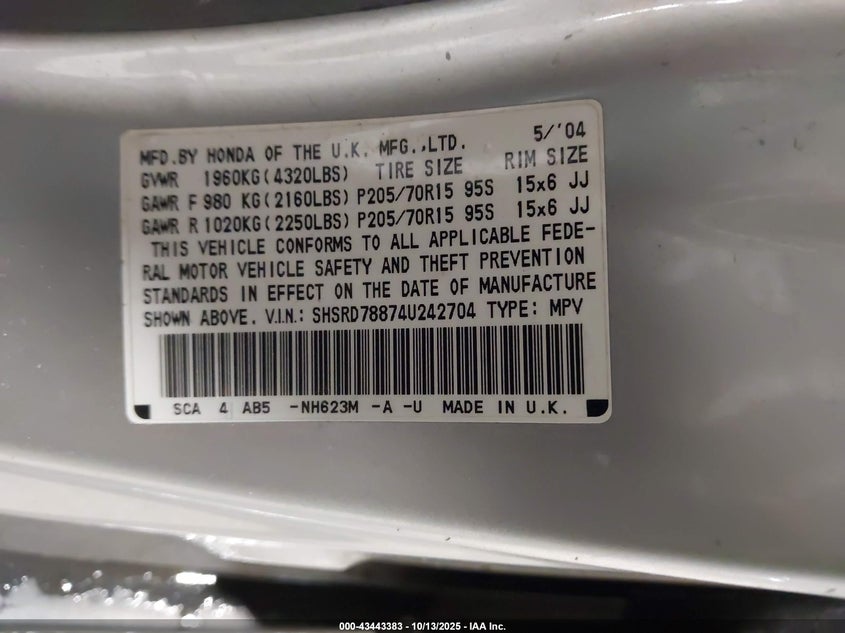 MFD.BY HONDA OF THE U.K. MFG.,LTD. 5/'04
GVWR 1960KG(4320LBS) TIRE SIZE RIM SIZE
GAWR F 980 KG(2160LBS) P205/70R15 95S 15x6 JJ
GAWR R 1020KG(2250LBS) P205/70R15 95S 15x6 JJ
THIS VEHICLE CONFORMS TO ALL APPLICABLE FEDE-
RAL MOTOR VEHICLE SAFETY AND THEFT PREVENTION
STANDARDS IN EFFECT ON THE DATE OF MANUFACTURE
SHOWN ABOVE. V.I.N.: SHSRD78874U242704 TYPE: MPV
SCA 4 AB5 -NH623M -A -U MADE IN U.K.
000-43443383 - 10/13/2025 - IAA Inc.